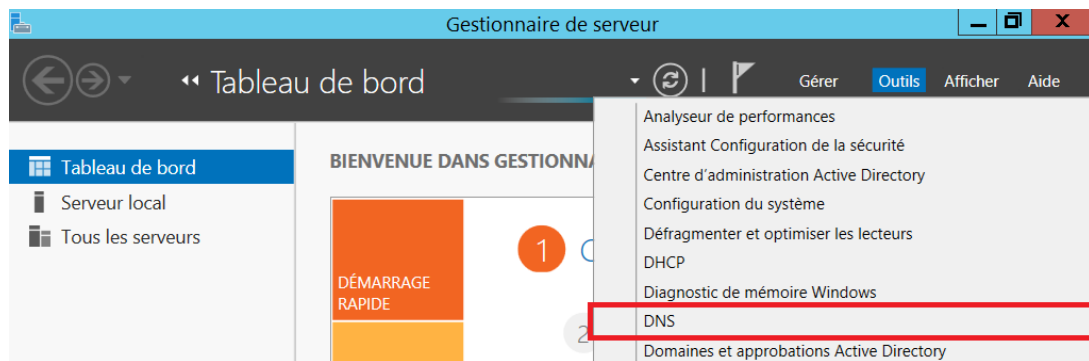 Gestionnaire de serveur
Tableau de bord
Gérer Outils Afficher Aide
Tableau de bord
Serveur local
Tous les serveurs
BIENVENUE DANS
DÉMARRAGE
RAPIDE
1
2
Analyseur de performances
Assistant Configuration de la sécurité
Centre d'administration Active Directory
Configuration du système
Défragmenter et optimiser les lecteurs
DHCP
Diagnostic de mémoire Windows
DNS
Domaines et approbations Active Directory